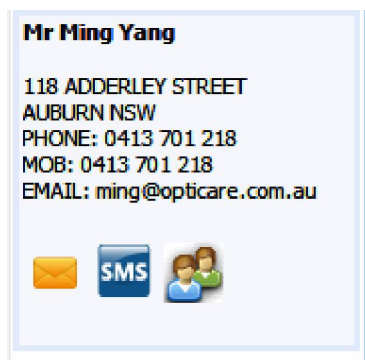 Mr Ming Yang
118 ADDERLEY STREET
AUBURN NSW
PHONE: 0413 701 218
MOB: 0413 701 218
EMAIL: ming@opticare.com.au
SMS